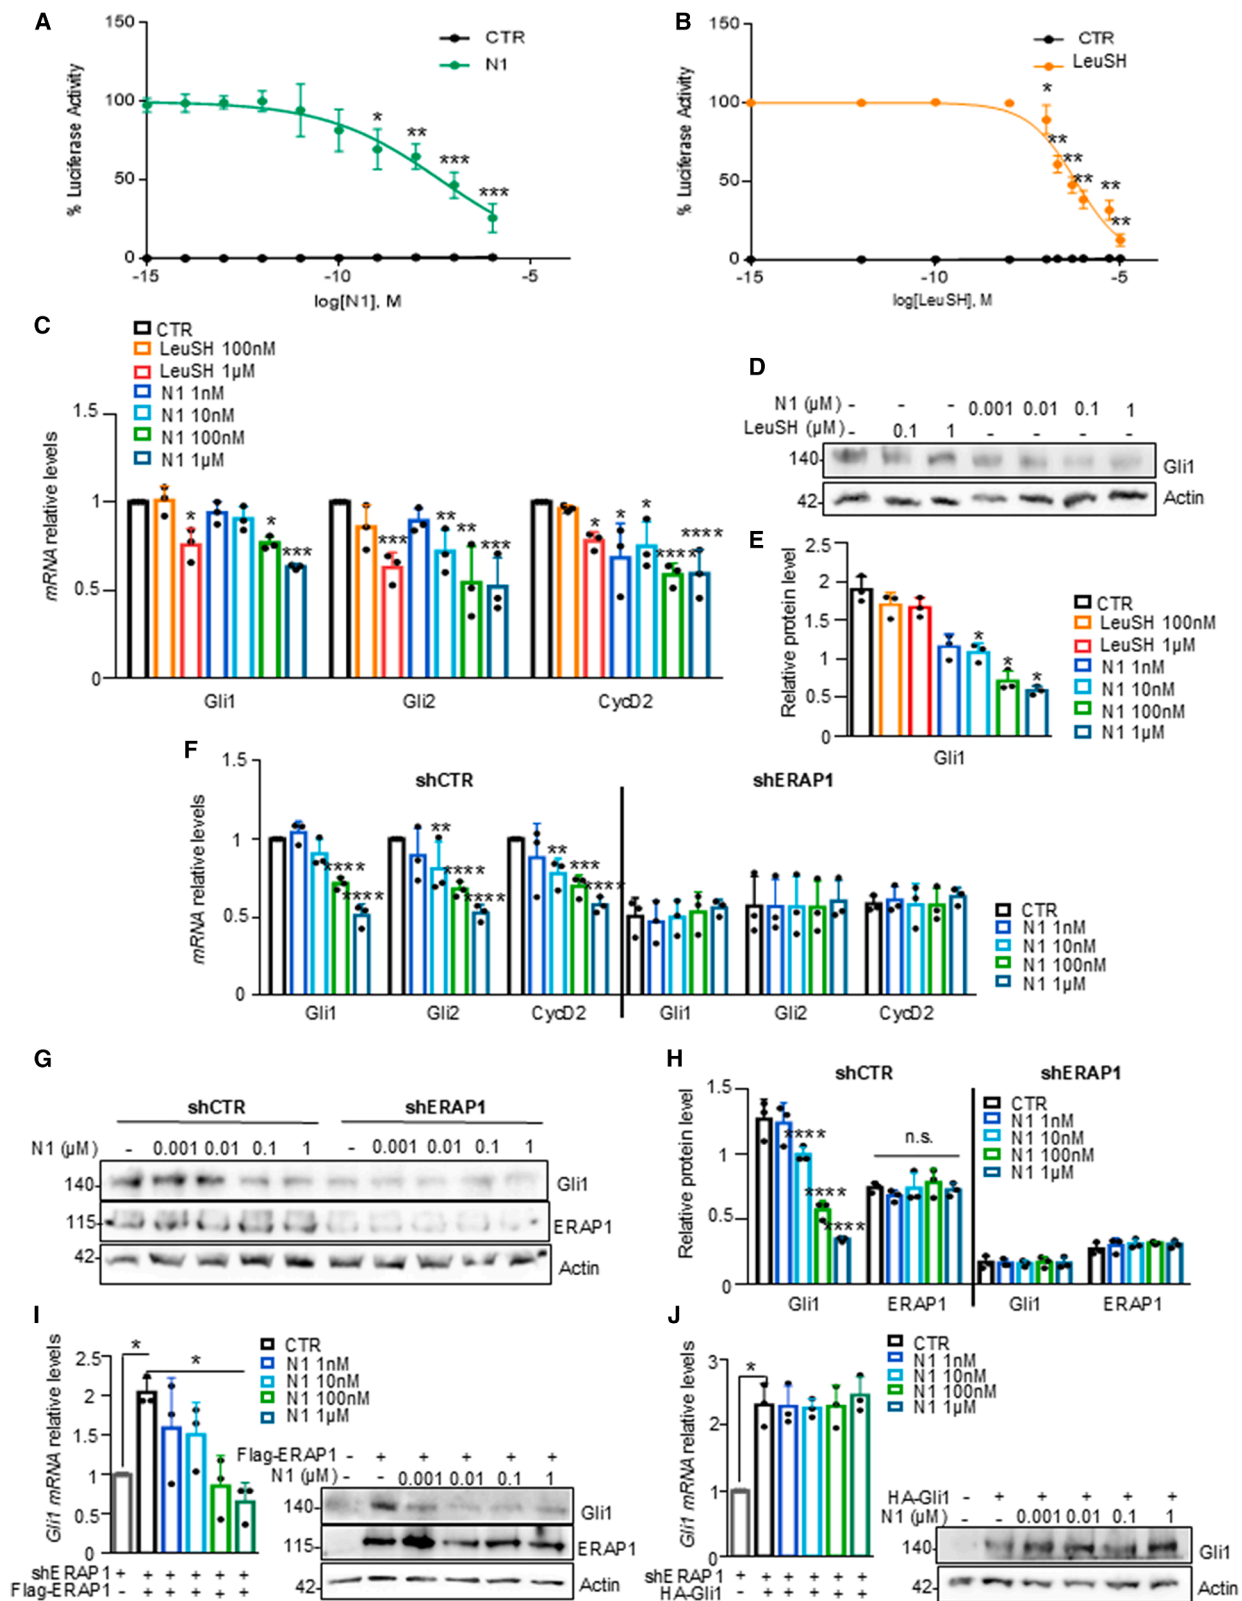 A
150
100
50
0
% Luciferase Activity
CTR
N1
*
**
***
***
-15
-10
-5
log[N1], M
B
150
100
50
0
% Luciferase Activity
CTR
LeuSH
*
**
**
**
**
**
-15
-10
-5
log[LeuSH], M
C
CTR
LeuSH 100nM
LeuSH 1µM
N1 1nM
N1 10nM
N1 100nM
N1 1µM
1.5
1
0.5
0
mRNA relative levels
*
*
***
***
**
**
***
*
*
*
****
****
Gli1
Gli2
CycD2
D
N1 (µM) - - - 0.001 0.01 0.1 1
LeuSH (µM) - 0.1 1 - - - -
140
Gli1
42
Actin
E
2.5
2
1.5
1
0.5
0
Relative protein level
*
*
*
Gli1
CTR
LeuSH 100nM
LeuSH 1µM
N1 1nM
N1 10nM
N1 100nM
N1 1µM
F
1.5
1
0.5
0
mRNA relative levels
shCTR
shERAP1
****
****
**
****
****
**
***
****
Gli1
Gli2
CycD2
Gli1
Gli2
CycD2
CTR
N1 1nM
N1 10nM
N1 100nM
N1 1µM
G
shCTR
shERAP1
N1 (µM) - 0.001 0.01 0.1 1 - 0.001 0.01 0.1 1
140
Gli1
115
ERAP1
42
Actin
H
shCTR
shERAP1
1.5
1
0.5
0
Relative protein level
****
****
****
n.s.
CTR
N1 1nM
N1 10nM
N1 100nM
N1 1µM
Gli1
ERAP1
Gli1
ERAP1
I
2.5
2
1.5
1
0.5
0
Gli1 mRNA relative levels
*
*
CTR
N1 1nM
N1 10nM
N1 100nM
N1 1µM
shERAP1 + + + + + +
Flag-ERAP1 - + + + + +
Flag-ERAP1 - + + + + +
N1 (µM) - - 0.001 0.01 0.1 1
140
Gli1
115
ERAP1
42
Actin
J
3
2
1
0
Gli1 mRNA relative levels
*
CTR
N1 1nM
N1 10nM
N1 100nM
N1 1µM
shERAP1 + + + + + +
HA-Gli1 - + + + + +
HA-Gli1 - + + + + +
N1 (µM) - - 0.001 0.01 0.1 1
140
Gli1
42
Actin